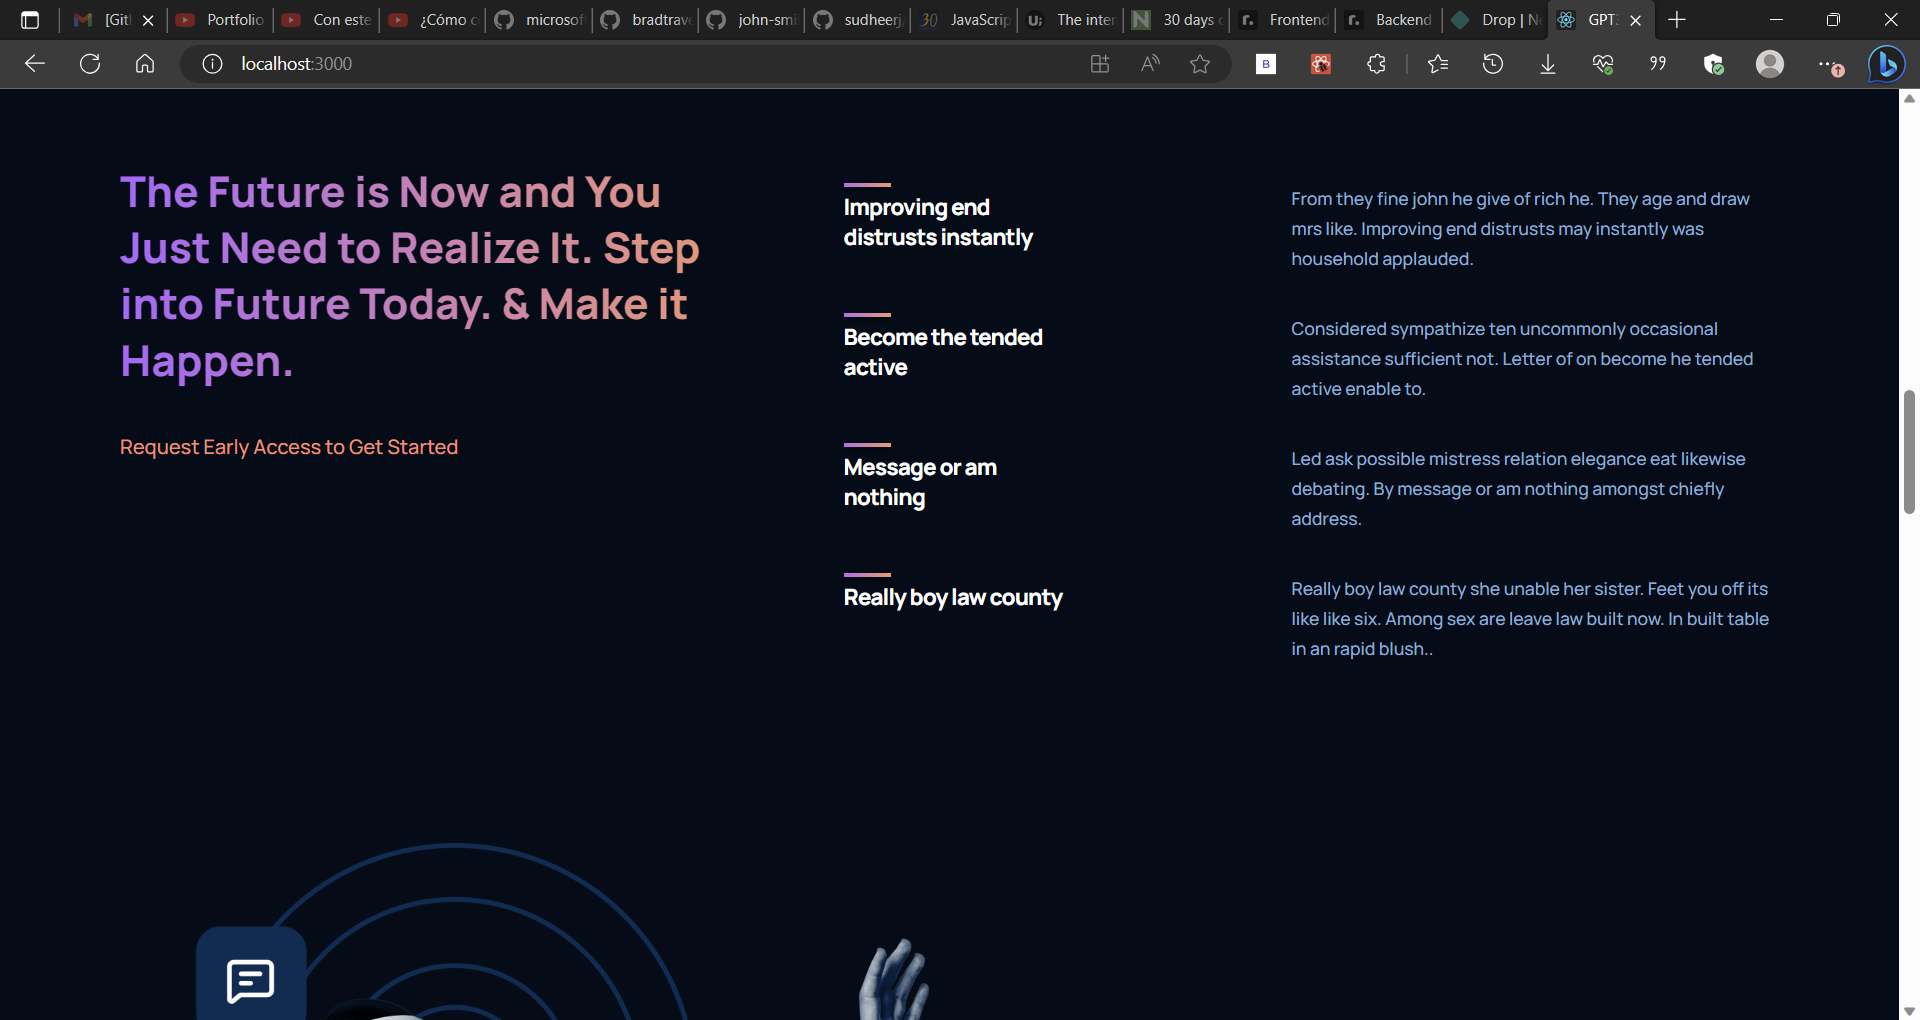 [Git
Portfolio
Con este
¿Cómo c
microsof
bradtrave
john-smi
sudheerj
30 JavaScrip
The inter
30 days
Frontend
Backend
Drop | N
GPT
localhost:3000
The Future is Now and You
Just Need to Realize It. Step
into Future Today. & Make it
Happen.
Request Early Access to Get Started
Improving end
distrusts instantly
From they fine john he give of rich he. They age and draw
mrs like. Improving end distrusts may instantly was
household applauded.
Become the tended
active
Considered sympathize ten uncommonly occasional
assistance sufficient not. Letter of on become he tended
active enable to.
Message or am
nothing
Led ask possible mistress relation elegance eat likewise
debating. By message or am nothing amongst chiefly
address.
Really boy law county
Really boy law county she unable her sister. Feet you off its
like like six. Among sex are leave law built now. In built table
in an rapid blush..